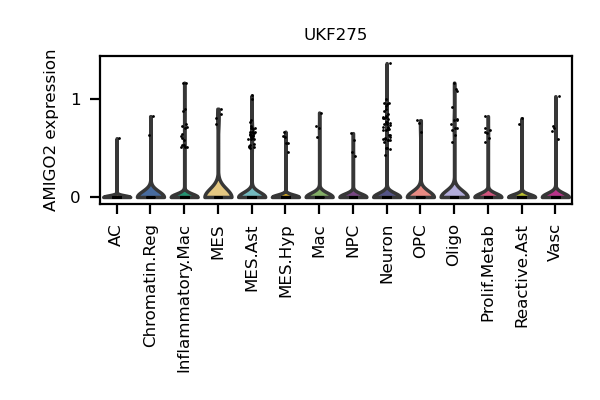 UKF275
AMIGO2 expression
1
0
AC
Chromatin.Reg
Inflammatory.Mac
MES
MES.Ast
MES.Hyp
Mac
NPC
Neuron
OPC
Oligo
Prolif.Metab
Reactive.Ast
Vasc